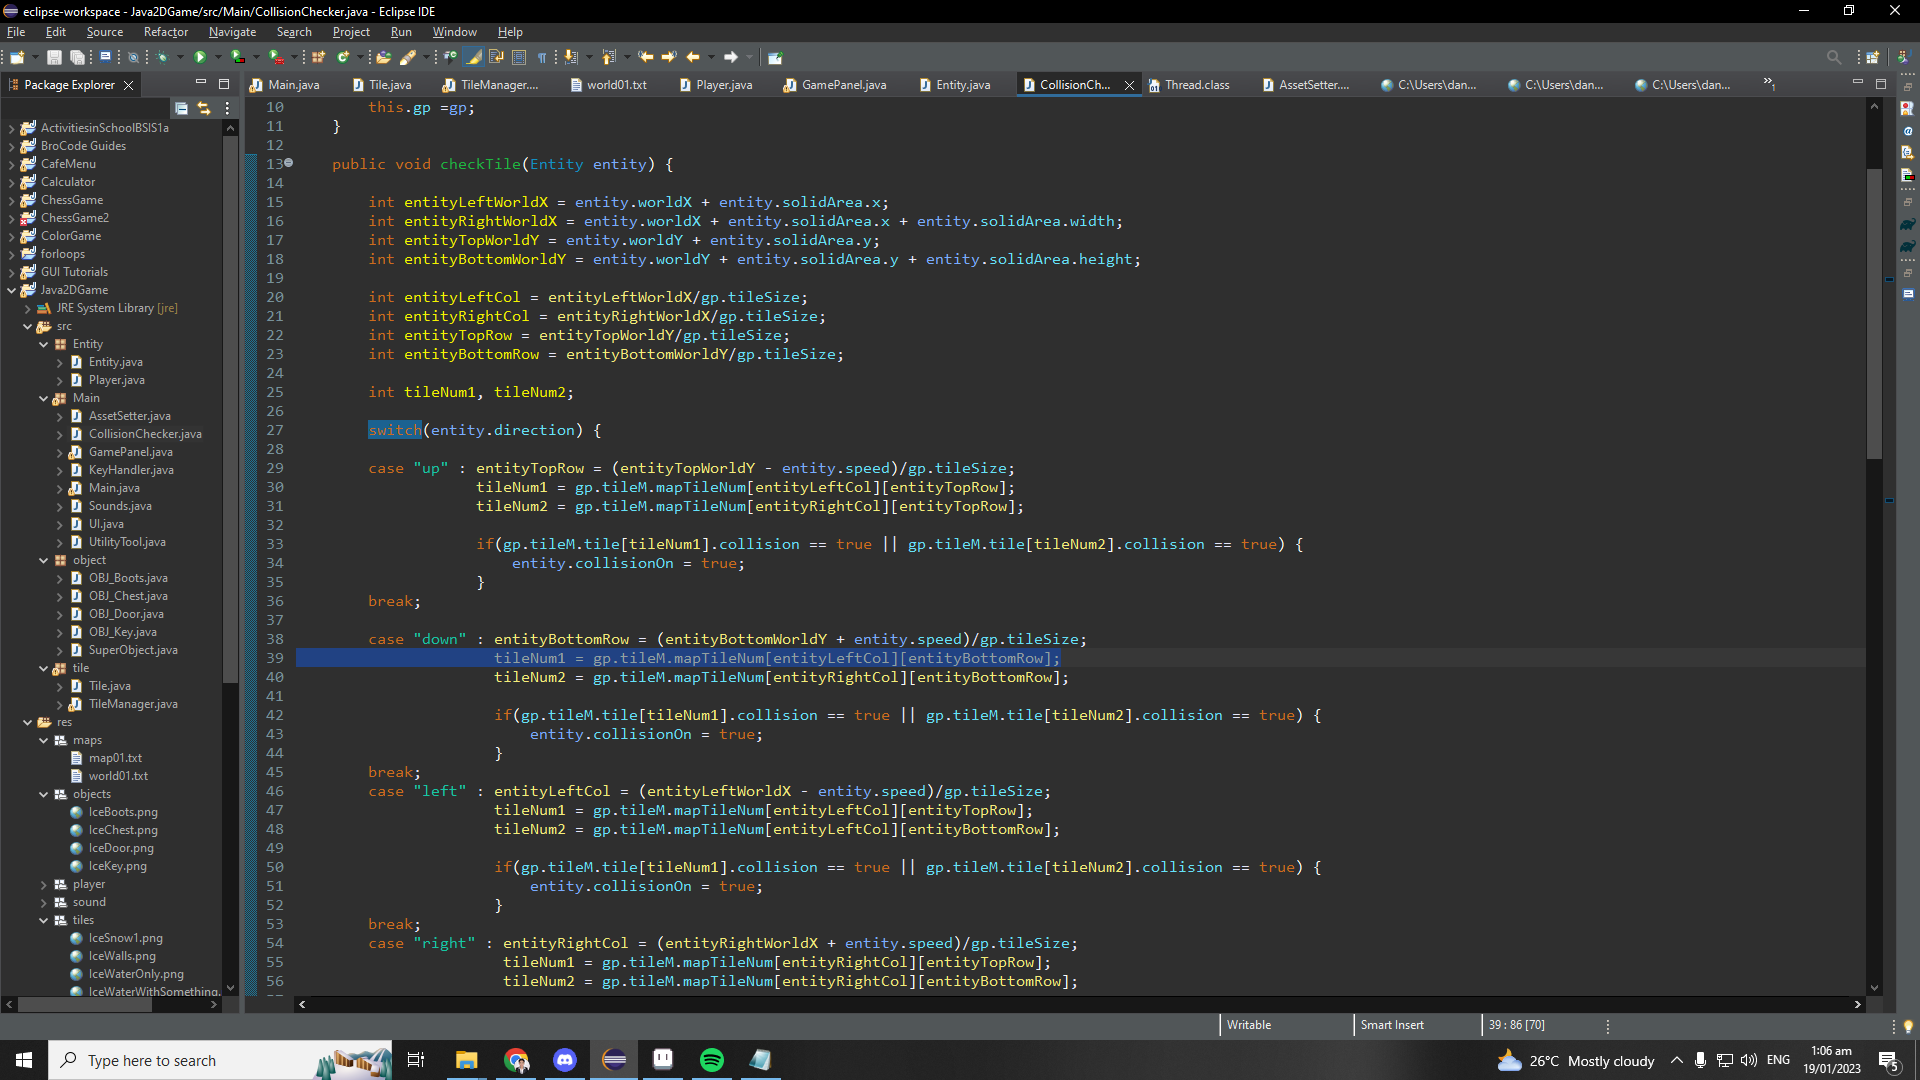 eclipse-workspace - Java2DGame/src/Main/CollisionChecker.java - Eclipse IDE
File Edit Source Refactor Navigate Search Project Run Window Help
Package Explorer
Main.java Tile.java TileManager.... world01.txt Player.java GamePanel.java Entity.java CollisionChe... Thread.class AssetSetter.... C:\Users\dan... C:\Users\dan... C:\Users\dan... »1
ActivitiesinSchoolBSIS1a
BroCode Guides
CafeMenu
Calculator
ChessGame
ChessGame2
ColorGame
forloops
GUI Tutorials
Java2DGame
JRE System Library [jre]
src
Entity
Entity.java
Player.java
Main
AssetSetter.java
CollisionChecker.java
GamePanel.java
KeyHandler.java
Main.java
Sounds.java
UI.java
UtilityTool.java
object
OBJ_Boots.java
OBJ_Chest.java
OBJ_Door.java
OBJ_Key.java
SuperObject.java
tile
Tile.java
TileManager.java
res
maps
map01.txt
world01.txt
objects
IceBoots.png
IceChest.png
IceDoor.png
IceKey.png
player
sound
tiles
IceSnow1.png
IceWalls.png
IceWaterOnly.png
IceWaterWithSomething.
10 this.gp =gp;
11 }
12
13 public void checkTile(Entity entity) {
14
15 int entityLeftWorldX = entity.worldX + entity.solidArea.x;
16 int entityRightWorldX = entity.worldX + entity.solidArea.x + entity.solidArea.width;
17 int entityTopWorldY = entity.worldY + entity.solidArea.y;
18 int entityBottomWorldY = entity.worldY + entity.solidArea.y + entity.solidArea.height;
19
20 int entityLeftCol = entityLeftWorldX/gp.tileSize;
21 int entityRightCol = entityRightWorldX/gp.tileSize;
22 int entityTopRow = entityTopWorldY/gp.tileSize;
23 int entityBottomRow = entityBottomWorldY/gp.tileSize;
24
25 int tileNum1, tileNum2;
26
27 switch(entity.direction) {
28
29 case "up" : entityTopRow = (entityTopWorldY - entity.speed)/gp.tileSize;
30 tileNum1 = gp.tileM.mapTileNum[entityLeftCol][entityTopRow];
31 tileNum2 = gp.tileM.mapTileNum[entityRightCol][entityTopRow];
32
33 if(gp.tileM.tile[tileNum1].collision == true || gp.tileM.tile[tileNum2].collision == true) {
34 entity.collisionOn = true;
35 }
36 break;
37
38 case "down" : entityBottomRow = (entityBottomWorldY + entity.speed)/gp.tileSize;
39 tileNum1 = gp.tileM.mapTileNum[entityLeftCol][entityBottomRow];
40 tileNum2 = gp.tileM.mapTileNum[entityRightCol][entityBottomRow];
41
42 if(gp.tileM.tile[tileNum1].collision == true || gp.tileM.tile[tileNum2].collision == true) {
43 entity.collisionOn = true;
44 }
45 break;
46 case "left" : entityLeftCol = (entityLeftWorldX - entity.speed)/gp.tileSize;
47 tileNum1 = gp.tileM.mapTileNum[entityLeftCol][entityTopRow];
48 tileNum2 = gp.tileM.mapTileNum[entityLeftCol][entityBottomRow];
49
50 if(gp.tileM.tile[tileNum1].collision == true || gp.tileM.tile[tileNum2].collision == true) {
51 entity.collisionOn = true;
52 }
53 break;
54 case "right" : entityRightCol = (entityRightWorldX + entity.speed)/gp.tileSize;
55 tileNum1 = gp.tileM.mapTileNum[entityRightCol][entityTopRow];
56 tileNum2 = gp.tileM.mapTileNum[entityRightCol][entityBottomRow];
Writable Smart Insert 39 : 86 [70]
Type here to search
26°C Mostly cloudy ENG 1:06 am
19/01/2023
5